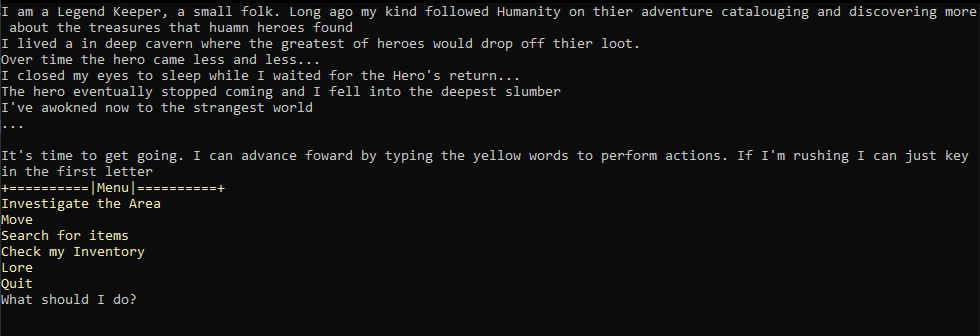 I am a Legend Keeper, a small folk. Long ago my kind followed Humanity on thier adventure catalouging and discovering more
about the treasures that huamn heroes found
I lived a in deep cavern where the greatest of heroes would drop off thier loot.
Over time the hero came less and less...
I closed my eyes to sleep while I waited for the Hero's return...
The hero eventually stopped coming and I fell into the deepest slumber
I've awokned now to the strangest world
...
It's time to get going. I can advance foward by typing the yellow words to perform actions. If I'm rushing I can just key
in the first letter
+==========|Menu|==========+
Investigate the Area
Move
Search for items
Check my Inventory
Lore
Quit
What should I do?